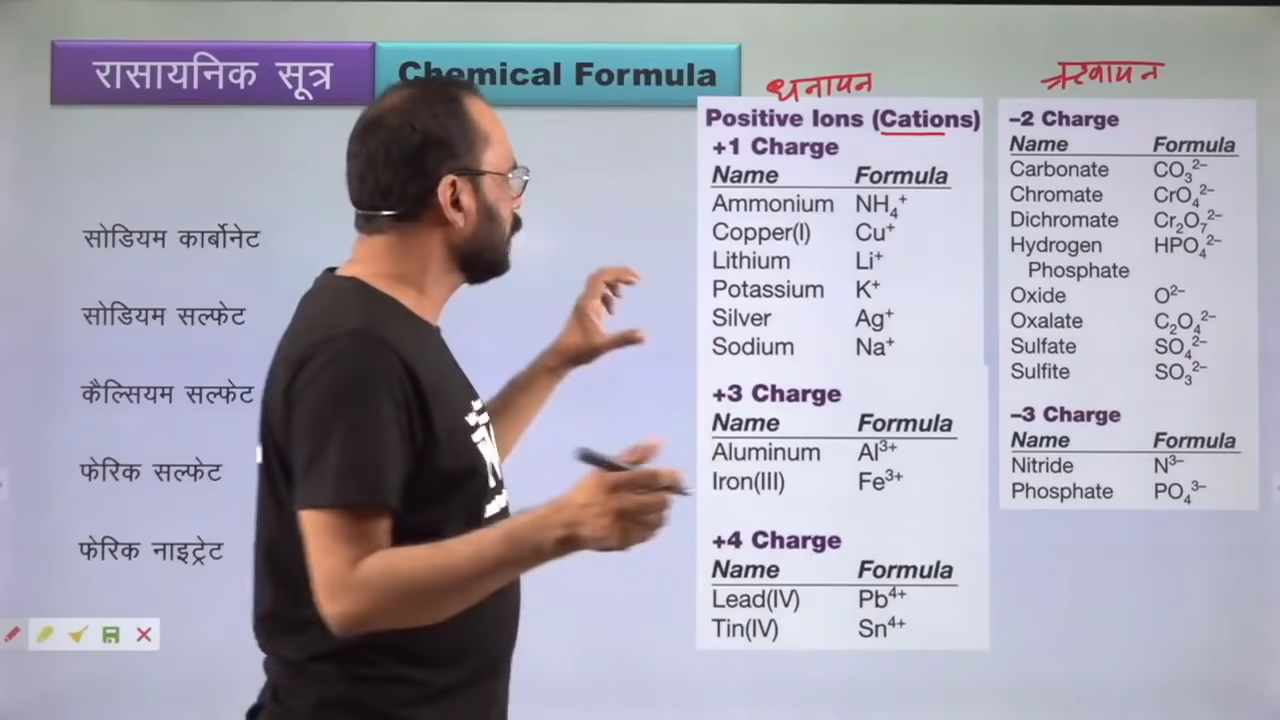 रासायनिक सूत्र
Chemical Formula
सोडियम कार्बोनेट
सोडियम सल्फेट
कैल्सियम सल्फेट
फेरिक सल्फेट
फेरिक नाइट्रेट
धनायन
Positive Ions (Cations)
+1 Charge
Name Formula
Ammonium NH₄⁺
Copper(I) Cu⁺
Lithium Li⁺
Potassium K⁺
Silver Ag⁺
Sodium Na⁺
+3 Charge
Name Formula
Aluminum Al³⁺
Iron(III) Fe³⁺
+4 Charge
Name Formula
Lead(IV) Pb⁴⁺
Tin(IV) Sn⁴⁺
–2 Charge
Name Formula
Carbonate CO₃²⁻
Chromate CrO₄²⁻
Dichromate Cr₂O₇²⁻
Hydrogen HPO₄²⁻
Phosphate
Oxide O²⁻
Oxalate C₂O₄²⁻
Sulfate SO₄²⁻
Sulfite SO₃²⁻
–3 Charge
Name Formula
Nitride N³⁻
Phosphate PO₄³⁻